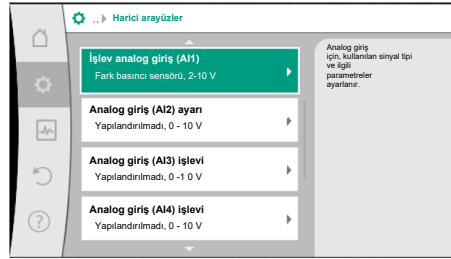 .. Harici arayüzler
İşlev analog giriş (AI1)
Fark basıncı sensörü, 2-10 V
Analog giriş (AI2) ayarı
Yapılandırılmadı, 0 - 10 V
Analog giriş (AI3) işlevi
Yapılandırılmadı, 0 -1 0 V
Analog giriş (AI4) işlevi
Yapılandırılmadı, 0 - 10 V
Analog giriş
için, kullanılan sinyal tipi
ve ilgili
parametreler
ayarlanır.
?